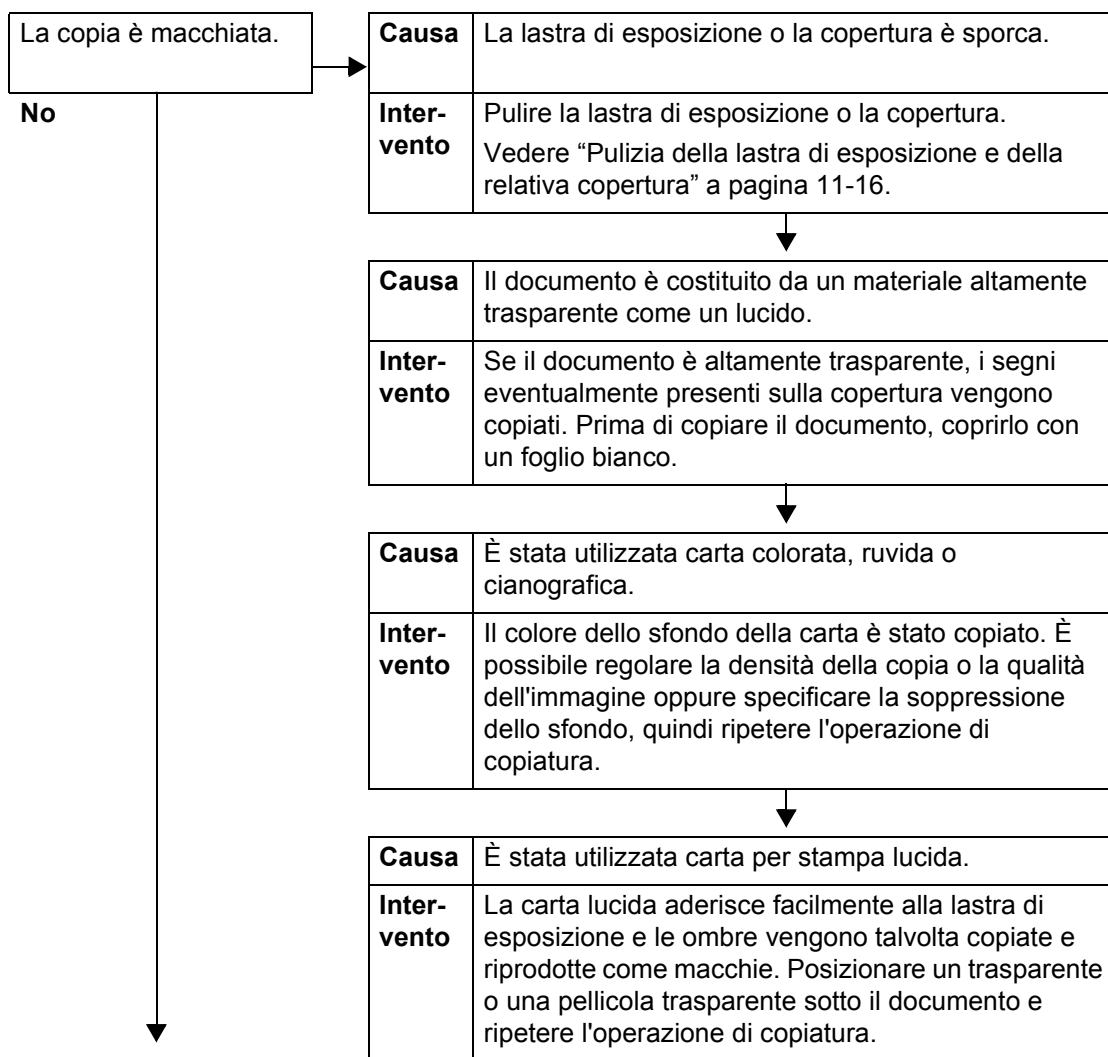 La copia è macchiata.
Causa
La lastra di esposizione o la copertura è sporca.
No
Inter-
vento
Pulire la lastra di esposizione o la copertura.
Vedere “Pulizia della lastra di esposizione e della
relativa copertura” a pagina 11-16.
Causa
Il documento è costituito da un materiale altamente
trasparente come un lucido.
Inter-
vento
Se il documento è altamente trasparente, i segni
eventualmente presenti sulla copertura vengono
copiati. Prima di copiare il documento, coprirlo con
un foglio bianco.
Causa
È stata utilizzata carta colorata, ruvida o
cianografica.
Inter-
vento
Il colore dello sfondo della carta è stato copiato. È
possibile regolare la densità della copia o la qualità
dell'immagine oppure specificare la soppressione
dello sfondo, quindi ripetere l'operazione di
copiatura.
Causa
È stata utilizzata carta per stampa lucida.
Inter-
vento
La carta lucida aderisce facilmente alla lastra di
esposizione e le ombre vengono talvolta copiate e
riprodotte come macchie. Posizionare un trasparente
o una pellicola trasparente sotto il documento e
ripetere l'operazione di copiatura.